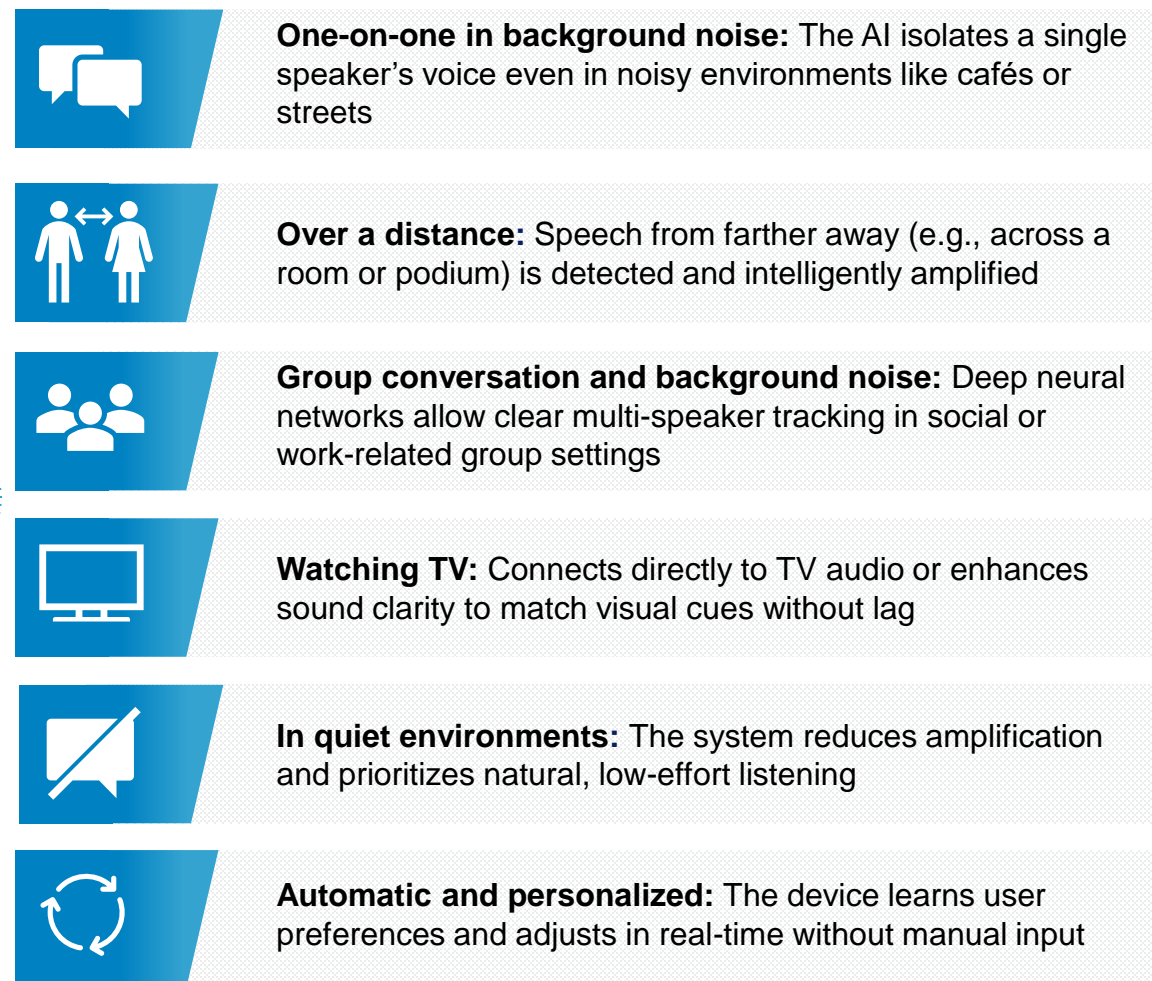 One-on-one in background noise: The AI isolates a single
speaker’s voice even in noisy environments like cafés or
streets
Over a distance: Speech from farther away (e.g., across a
room or podium) is detected and intelligently amplified
Group conversation and background noise: Deep neural
networks allow clear multi-speaker tracking in social or
work-related group settings
Watching TV: Connects directly to TV audio or enhances
sound clarity to match visual cues without lag
In quiet environments: The system reduces amplification
and prioritizes natural, low-effort listening
Automatic and personalized: The device learns user
preferences and adjusts in real-time without manual input